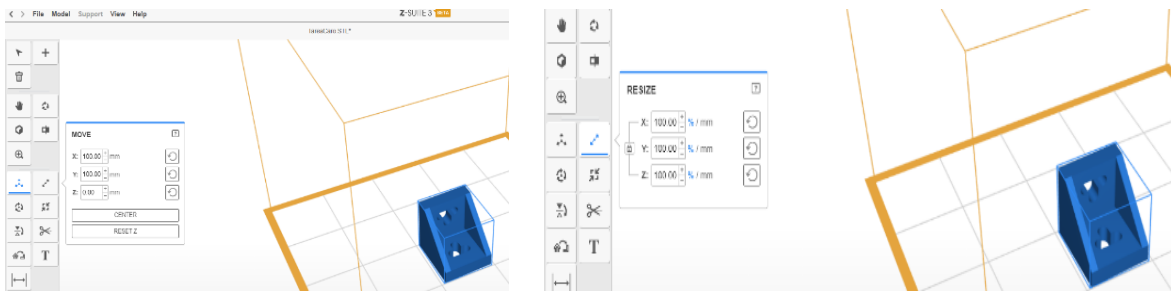 File Model Support View Help
Z-SUITE 3 BETA
MOVE
?
X: 100.00 mm
Y: 100.00 mm
Z: 0.00 mm
CENTER
RESET Z
T
RESIZE
?
X: 100.00 % / mm
Y: 100.00 % / mm
Z: 100.00 % / mm
T